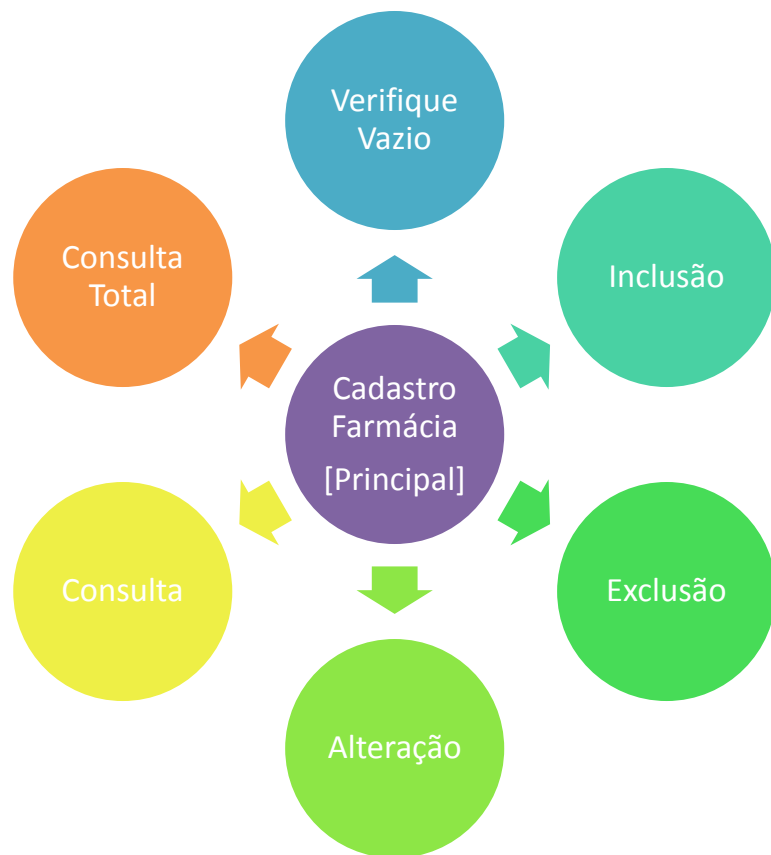 Verifique
Vazio
Consulta
Total
Inclusão
Cadastro
Farmácia
[Principal]
Consulta
Exclusão
Alteração